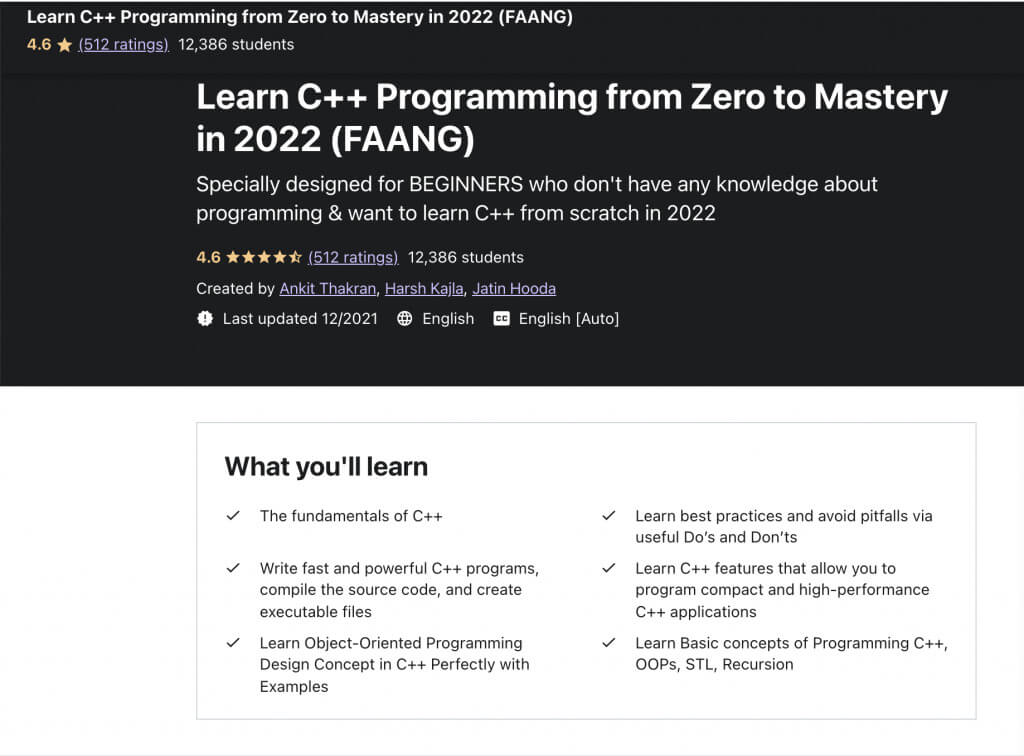 Learn C++ Programming from Zero to Mastery in 2022 (FAANG)
4.6 ★ (512 ratings) 12,386 students
Learn C++ Programming from Zero to Mastery
in 2022 (FAANG)
Specially designed for BEGINNERS who don't have any knowledge about
programming & want to learn C++ from scratch in 2022
4.6 (512 ratings) 12,386 students
Created by Ankit Thakran, Harsh Kajla, Jatin Hooda
Last updated 12/2021 English CC English [Auto]
What you'll learn
The fundamentals of C++
Write fast and powerful C++ programs,
compile the source code, and create
executable files
Learn Object-Oriented Programming
Design Concept in C++ Perfectly with
Examples
Learn best practices and avoid pitfalls via
useful Do’s and Don’ts
Learn C++ features that allow you to
program compact and high-performance
C++ applications
Learn Basic concepts of Programming C++,
OOPs, STL, Recursion